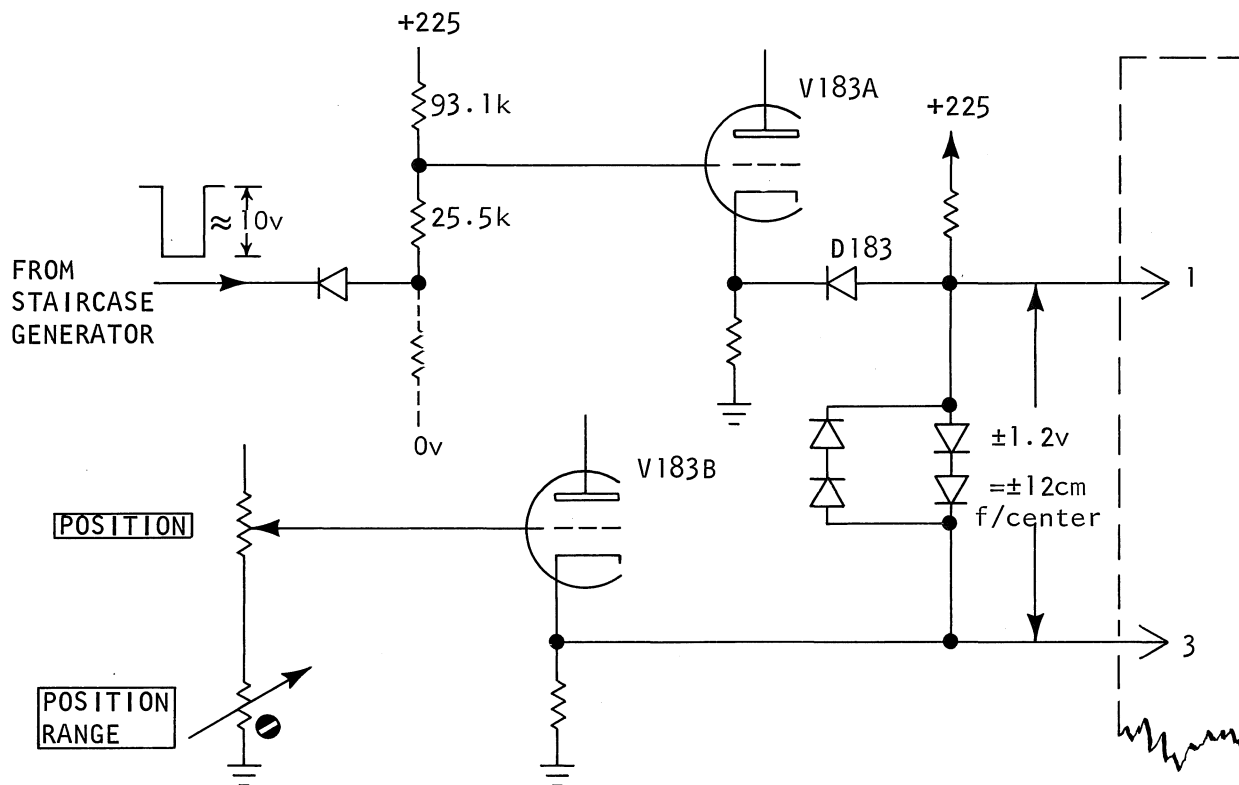 +225
V183A
93.1k
+225
≈10v
25.5k
D183
FROM
STAIRCASE
GENERATOR
1
0v
±1.2v
V183B
=±12cm
f/center
POSITION
3
POSITION
RANGE